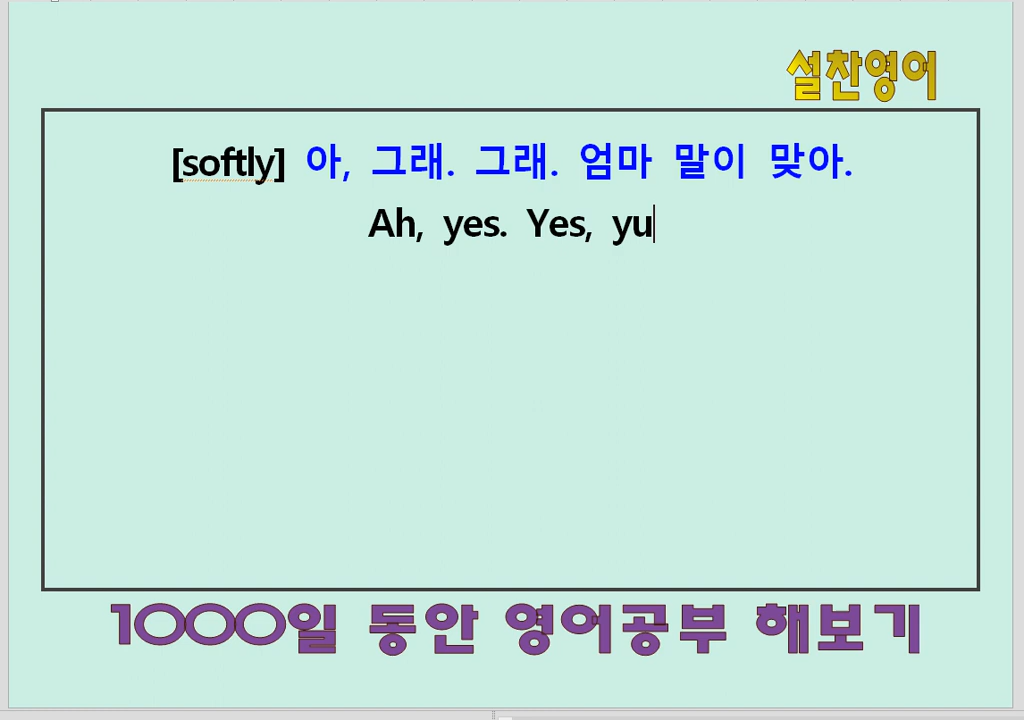 설찬영어
[softly] 아, 그래. 그래. 엄마 말이 맞아.
Ah, yes. Yes, yu
1000일 동안 영어공부 해보기